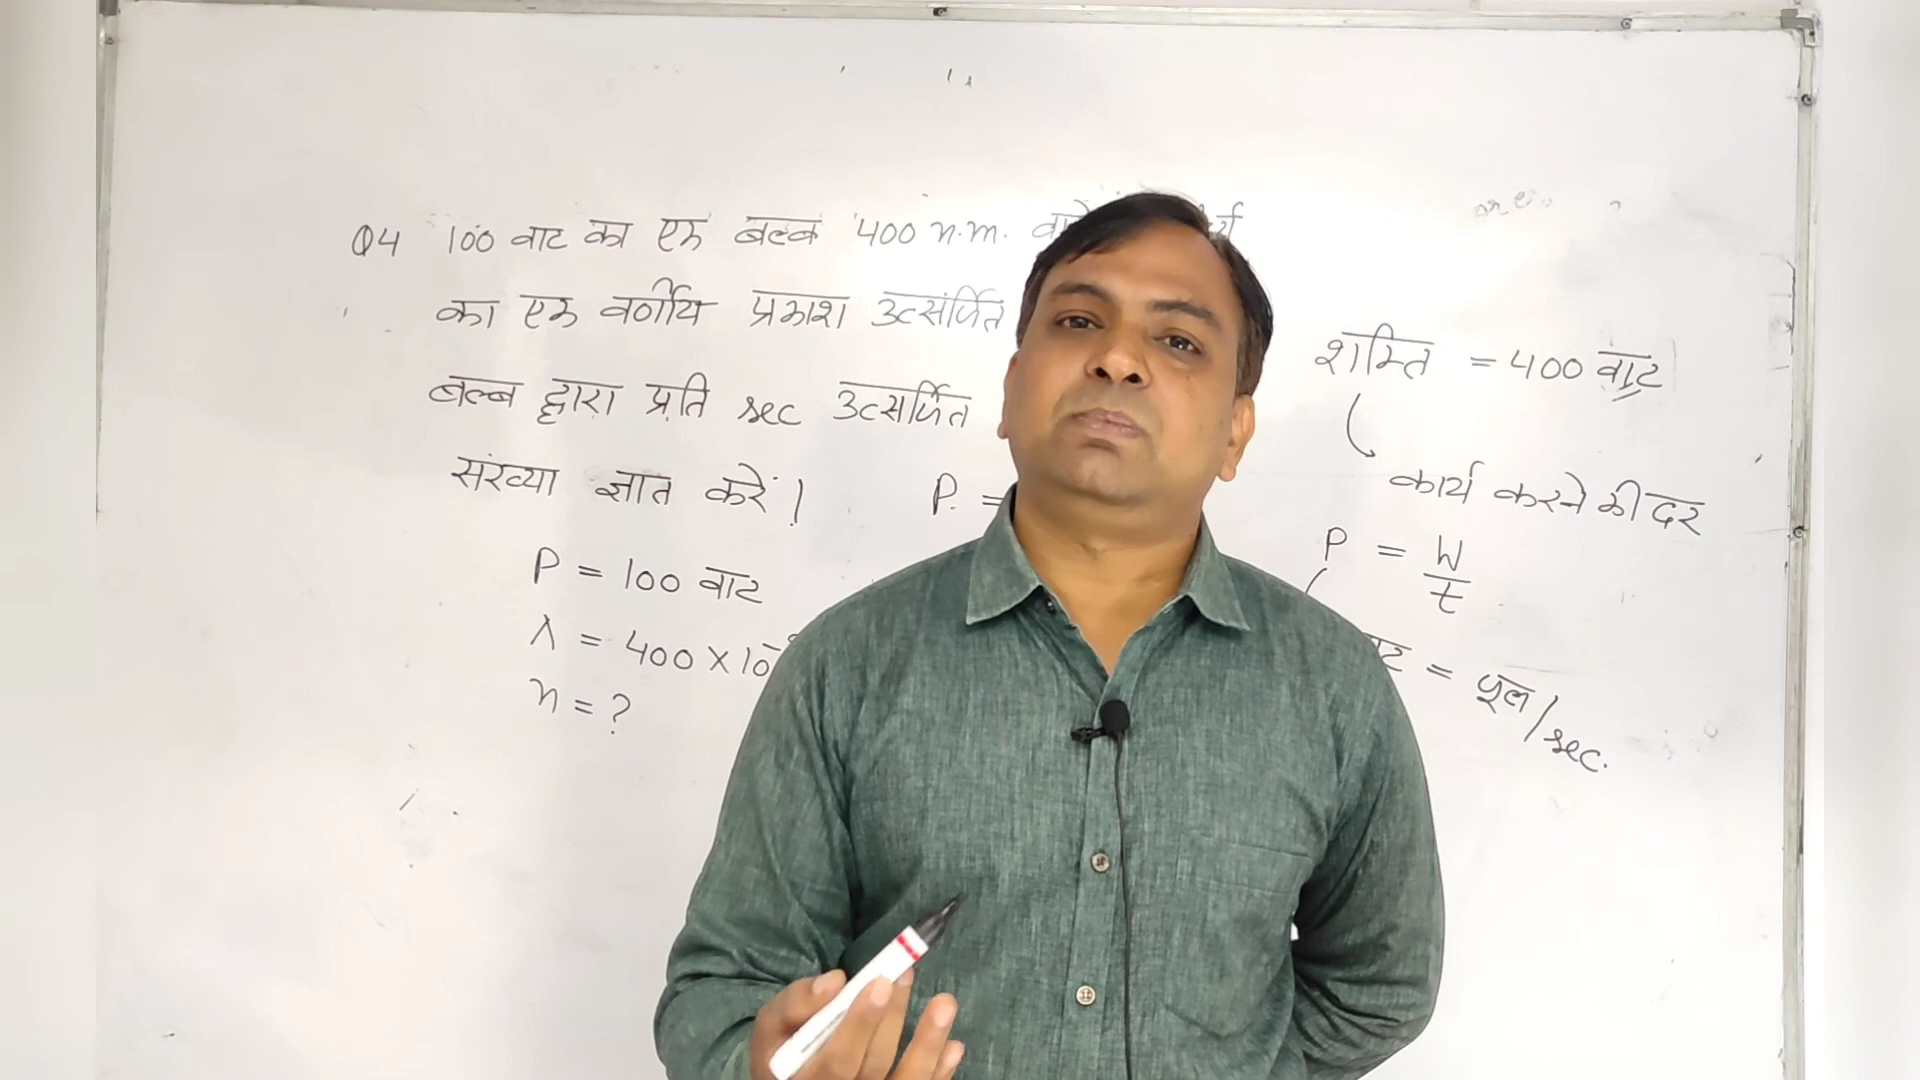 Q4 100 वाट का एक बल्ब 400 n.m.
का एक वर्णीय प्रकाश उत्सर्जित
बल्ब द्वारा प्रति sec उत्सर्जित
संख्या ज्ञात करें।
P =
P = 100 वाट
λ = 400 × 10
n = ?
शक्ति = 400 वाट
कार्य करने की दर
P = W/t
= जूल/sec.